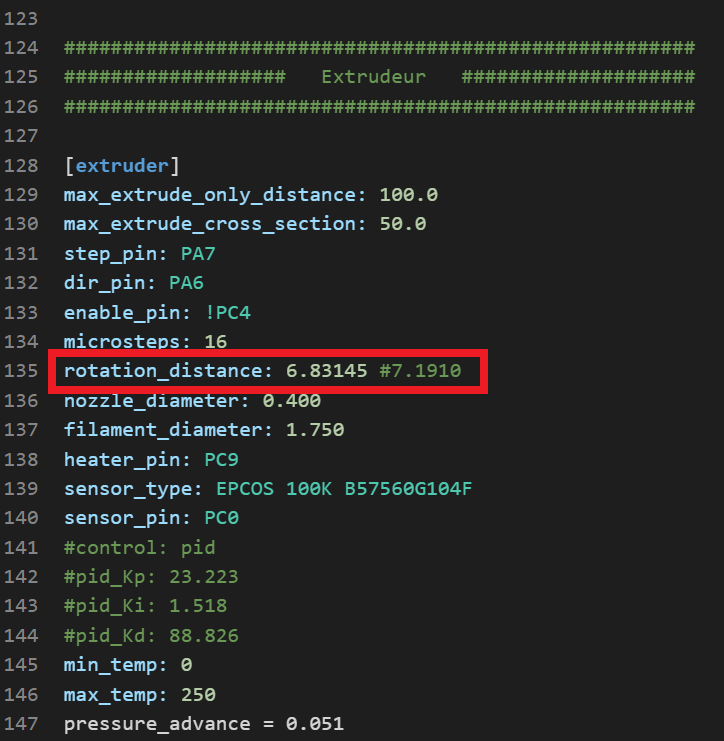 123
124 ######################################################
125 ################### Extrudeur ####################
126 ######################################################
127
128 [extruder]
129 max_extrude_only_distance: 100.0
130 max_extrude_cross_section: 50.0
131 step_pin: PA7
132 dir_pin: PA6
133 enable_pin: !PC4
134 microsteps: 16
135 rotation_distance: 6.83145 #7.1910
136 nozzle_diameter: 0.400
137 filament_diameter: 1.750
138 heater_pin: PC9
139 sensor_type: EPCOS 100K B57560G104F
140 sensor_pin: PC0
141 #control: pid
142 #pid_Kp: 23.223
143 #pid_Ki: 1.518
144 #pid_Kd: 88.826
145 min_temp: 0
146 max_temp: 250
147 pressure_advance = 0.051